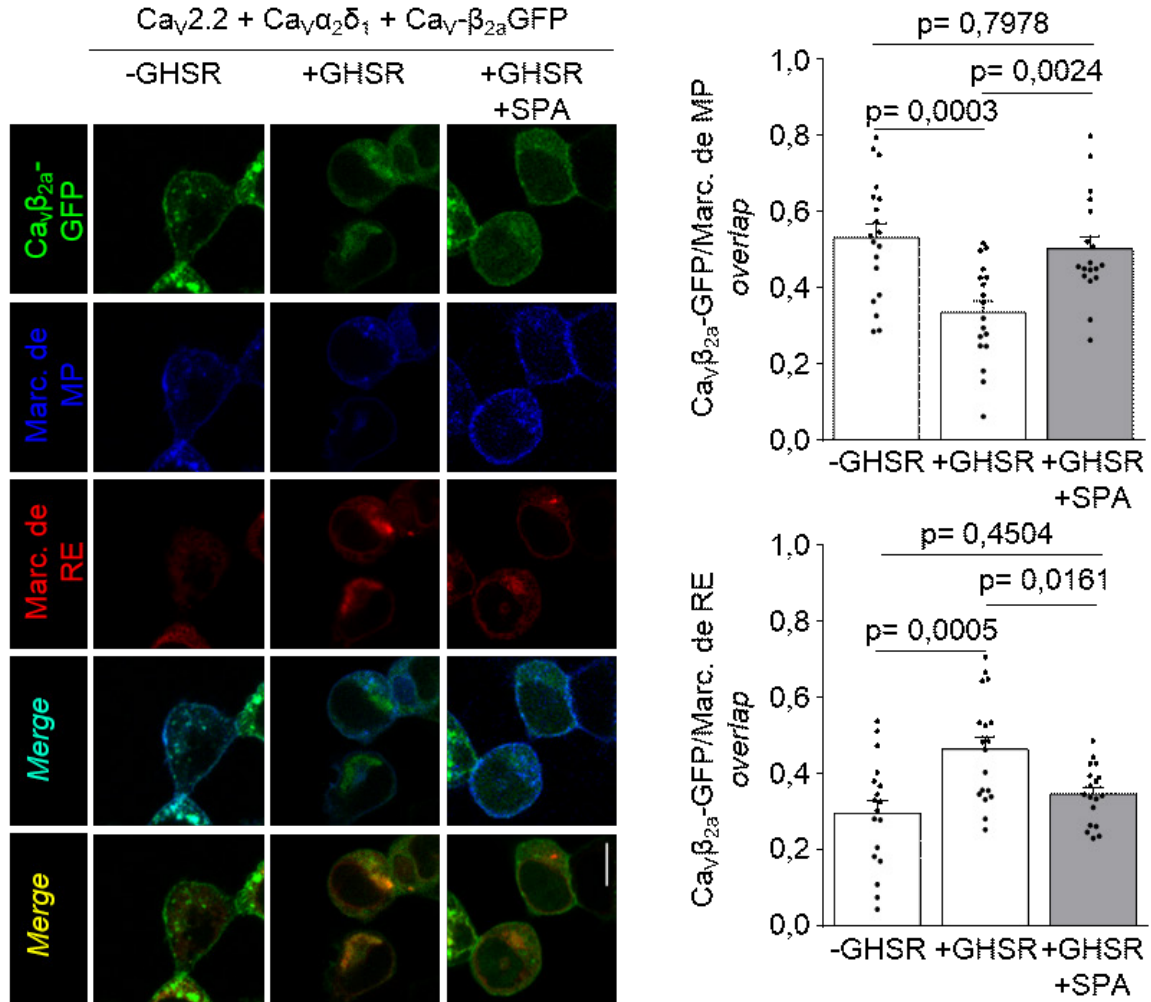 Caᵥ2.2 + Caᵥα₂δ₁ + Caᵥ-β₂ₐGFP
-GHSR
+GHSR
+GHSR
+SPA
Caᵥβ₂ₐ-
GFP
Marc. de
MP
Marc. de
RE
Merge
Merge
Caᵥβ₂ₐ-GFP/Marc. de MP
overlap
p= 0,7978
p= 0,0024
p= 0,0003
1,0
0,8
0,6
0,4
0,2
0,0
-GHSR
+GHSR
+GHSR
+SPA
Caᵥβ₂ₐ-GFP/Marc. de RE
overlap
p= 0,4504
p= 0,0161
p= 0,0005
1,0
0,8
0,6
0,4
0,2
0,0
-GHSR
+GHSR
+GHSR
+SPA